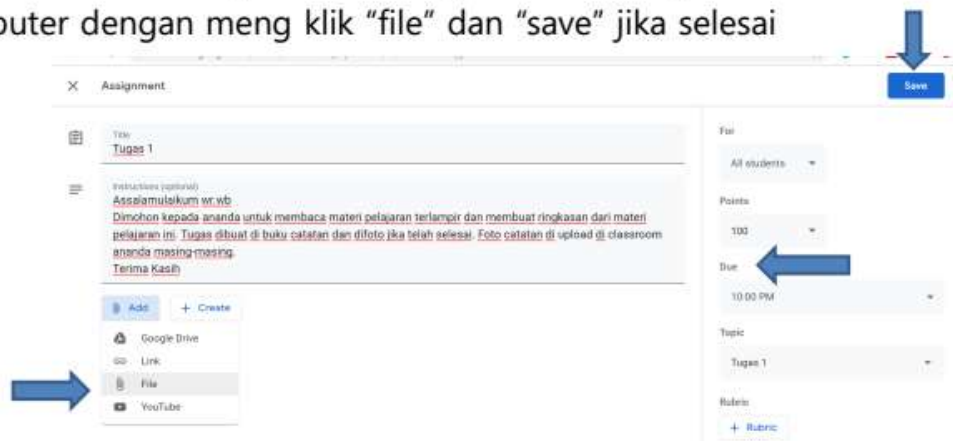 puter dengan meng klik "file" dan "save" jika selesai
Assignment
Save
Title
Tugas 1
Instructions (optional)
Assalamulaikum wr.wb
Dimohon kepada ananda untuk membaca materi pelajaran terlampir dan membuat ringkasan dari materi
pelajaran ini. Tugas dibuat di buku catatan dan difoto jika telah selesai. Foto catatan di upload di classroom
ananda masing-masing.
Terima Kasih
Add
+ Create
Google Drive
Link
File
YouTube
For
All students
Points
100
Due
10:00 PM
Topic
Tugas 1
Rubric
+ Rubric